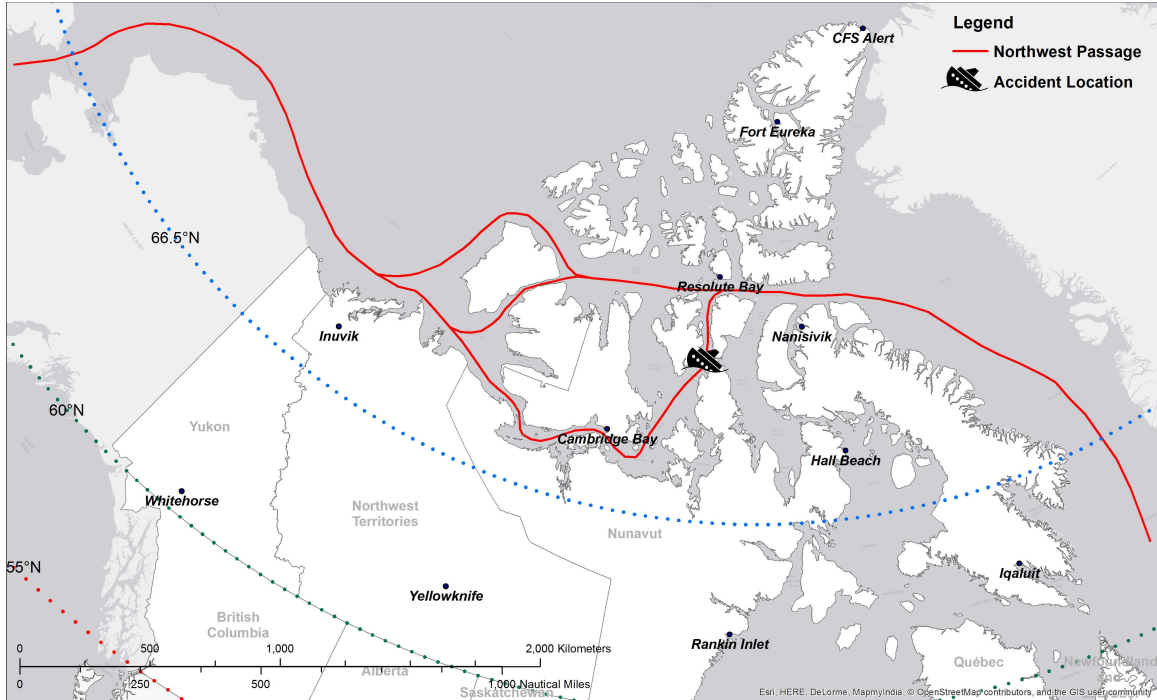 Legend
Northwest Passage
Accident Location
CFS Alert
Fort Eureka
66.5°N
Resolute Bay
Inuvik
Nanisivik
60°N
Yukon
Cambridge Bay
Hall Beach
Whitehorse
Northwest
Territories
Nunavut
55°N
Iqaluit
Yellowknife
British
Columbia
Rankin Inlet
0 500 1,000 2,000 Kilometers
Alberta
Québec
Newfoundland
and
0 250 500 1,000 Nautical Miles
Saskatchewan
Esri, HERE, DeLorme, MapmyIndia, © OpenStreetMap contributors, and the GIS user community